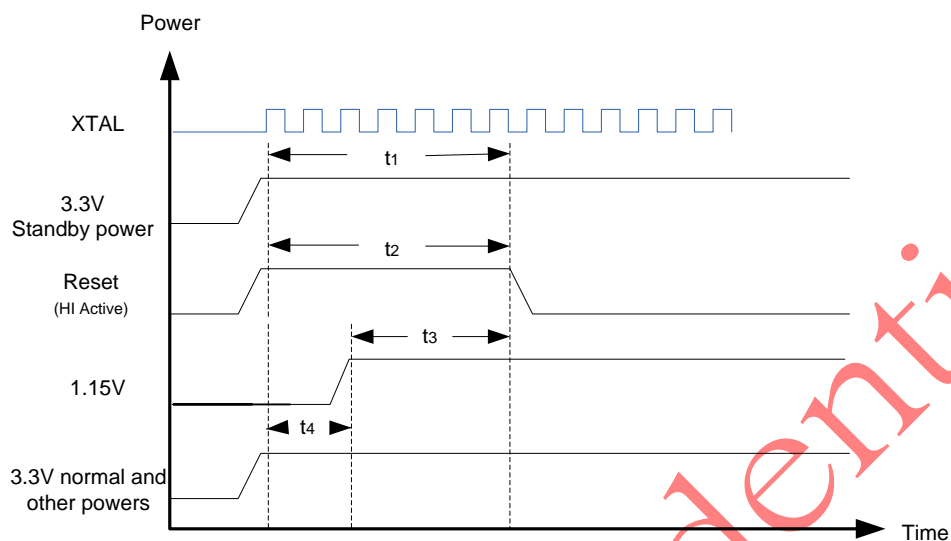 Power
XTAL
t1
3.3V
Standby power
t2
Reset
(HI Active)
t3
1.15V
t4
3.3V normal and
other powers
Time